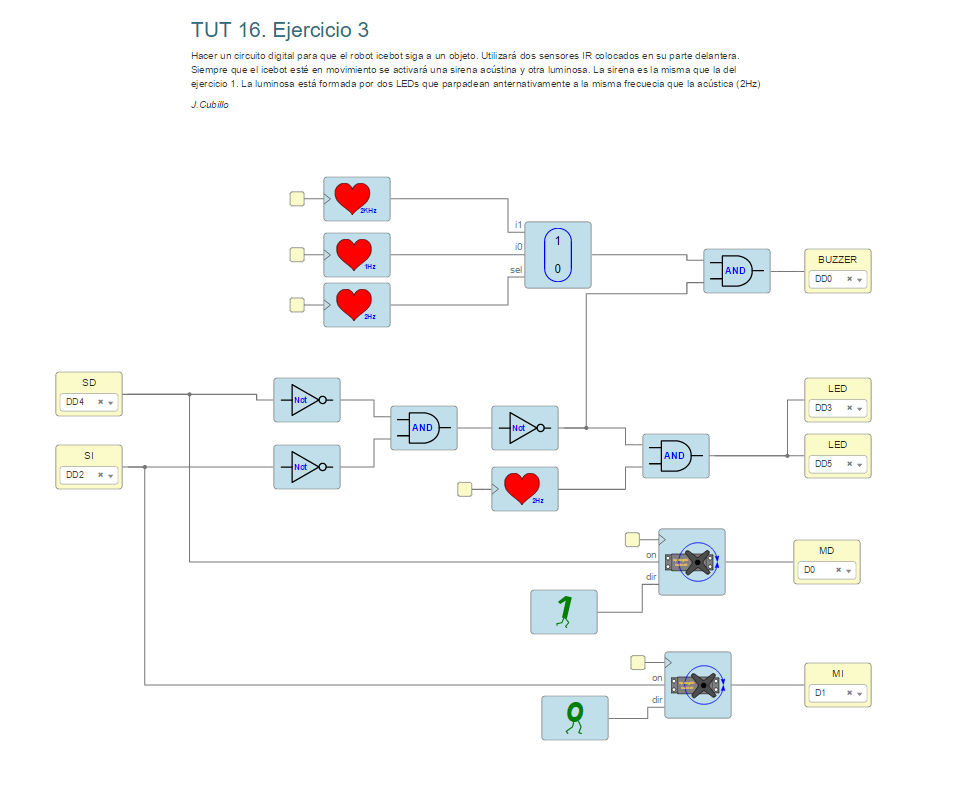 TUT 16. Ejercicio 3
Hacer un circuito digital para que el robot icebot siga a un objeto. Utilizará dos sensores IR colocados en su parte delantera.
Siempre que el icebot esté en movimiento se activará una sirena acústina y otra luminosa. La sirena es la misma que la del
ejercicio 1. La luminosa está formada por dos LEDs que parpadean anternativamente a la misma frecuecia que la acústica (2Hz)
J.Cubillo
2KHz
i1
i0
sel
1
0
1Hz
2Hz
AND
BUZZER
DD0
SD
DD4
Not
AND
Not
LED
DD3
SI
DD2
Not
AND
LED
DD5
2Hz
on
dir
MD
D0
1
on
dir
MI
D1
0